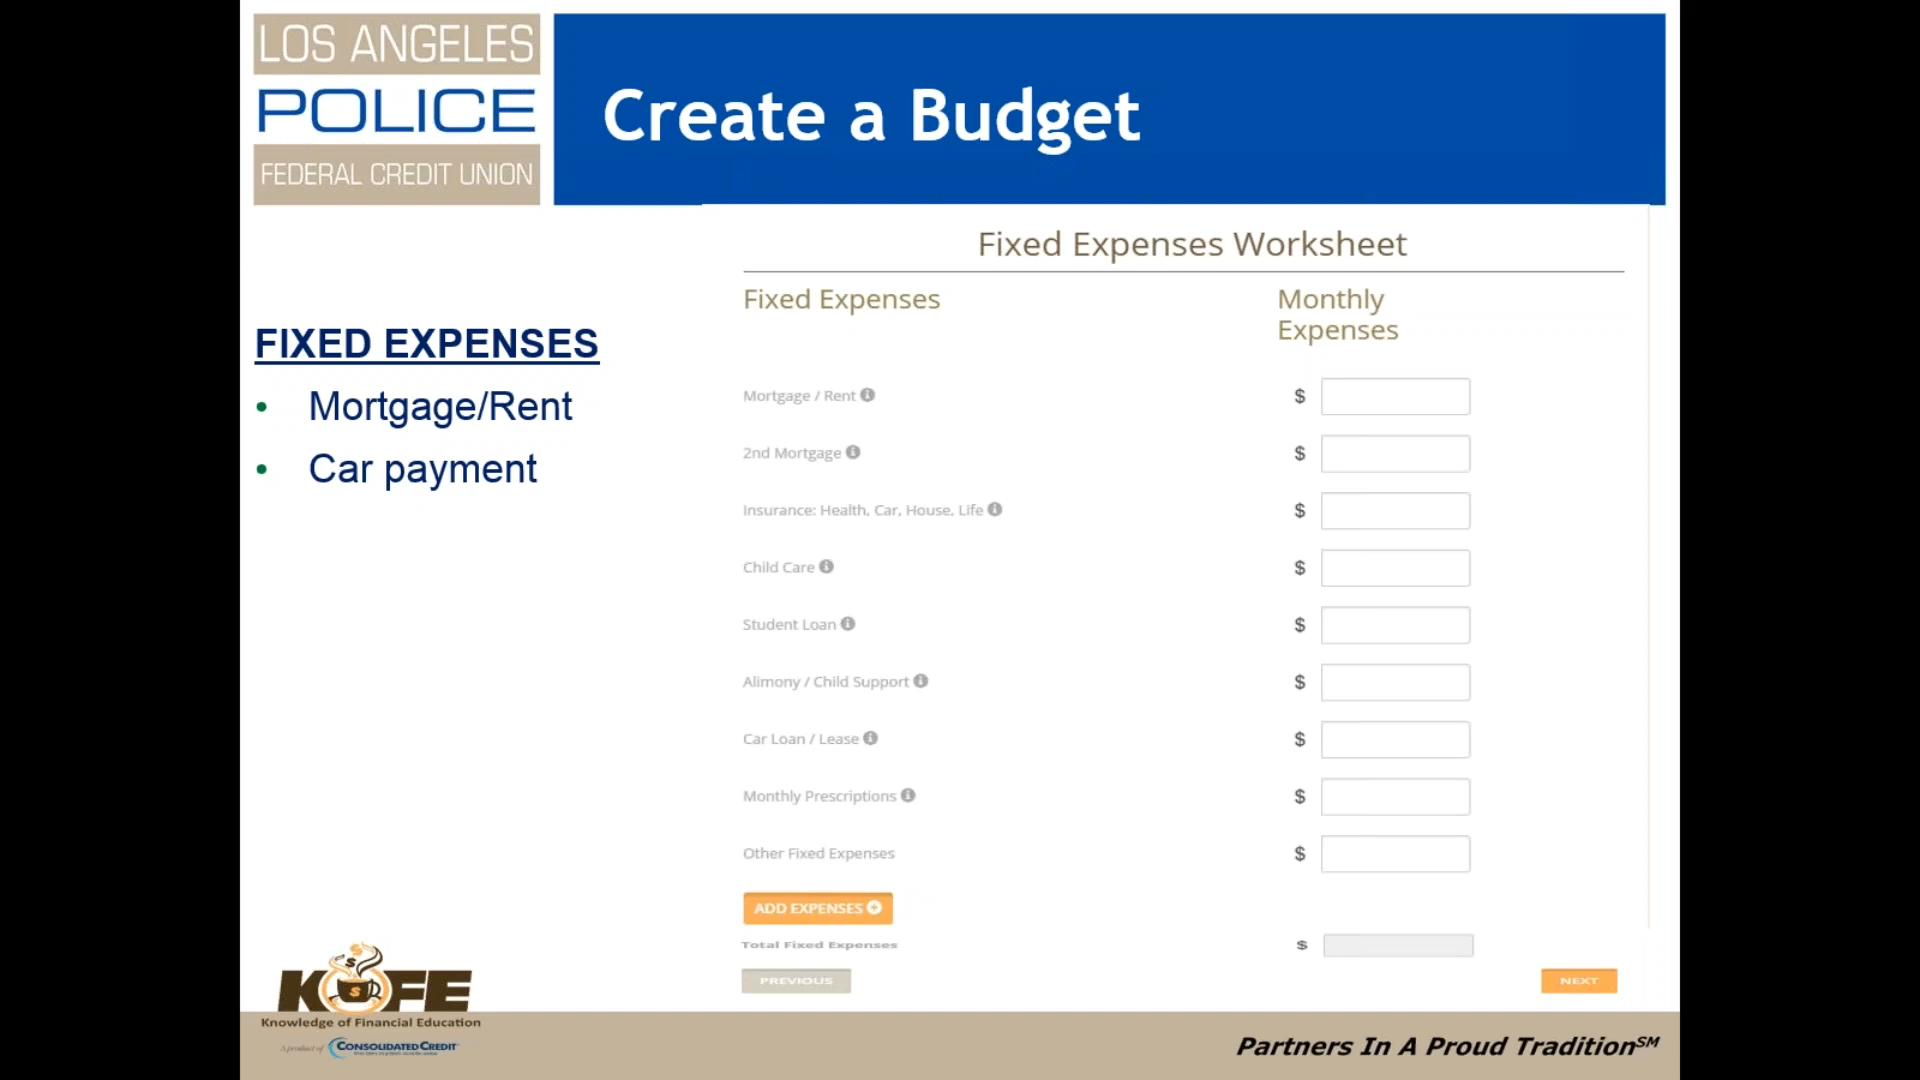 LOS ANGELES
POLICE
FEDERAL CREDIT UNION
Create a Budget
FIXED EXPENSES
• Mortgage/Rent
• Car payment
Fixed Expenses Worksheet
Fixed Expenses
Monthly
Expenses
Mortgage / Rent $
2nd Mortgage $
Insurance: Health, Car, House, Life $
Child Care $
Student Loan $
Alimony / Child Support $
Car Loan / Lease $
Monthly Prescriptions $
Other Fixed Expenses $
ADD EXPENSES
Total Fixed Expenses $
PREVIOUS
NEXT
KOFE
Knowledge of Financial Education
A product of CONSOLIDATED CREDIT
Partners In A Proud Tradition℠